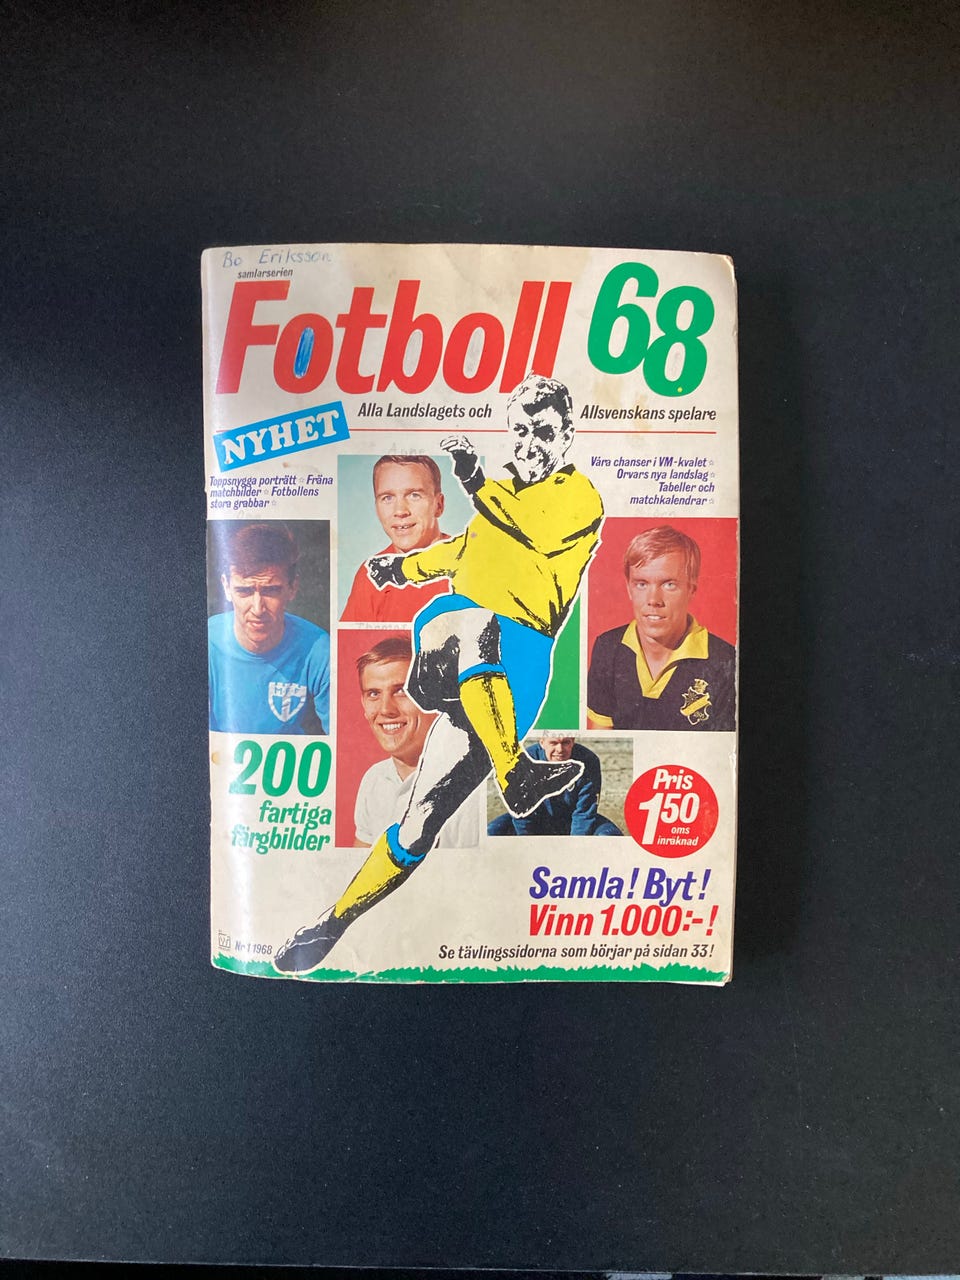 Bo Eriksson
samlarserien
Fotboll 68
NYHET
Alla Landslagets och
Allsvenskans spelare
Toppsnygga porträtt ☆ Fräna
matchbilder ☆ Fotbollens
stora grabbar ☆
Våra chanser i VM-kvalet ☆
Orvars nya landslag ☆
Tabeller och
matchkalendrar ☆
Thomas
200
fartiga
färgbilder
Pris
1 50
oms
inräknad
Samla! Byt!
Vinn 1.000:-!
Se tävlingssidorna som börjar på sidan 33!
Nr 1 1968